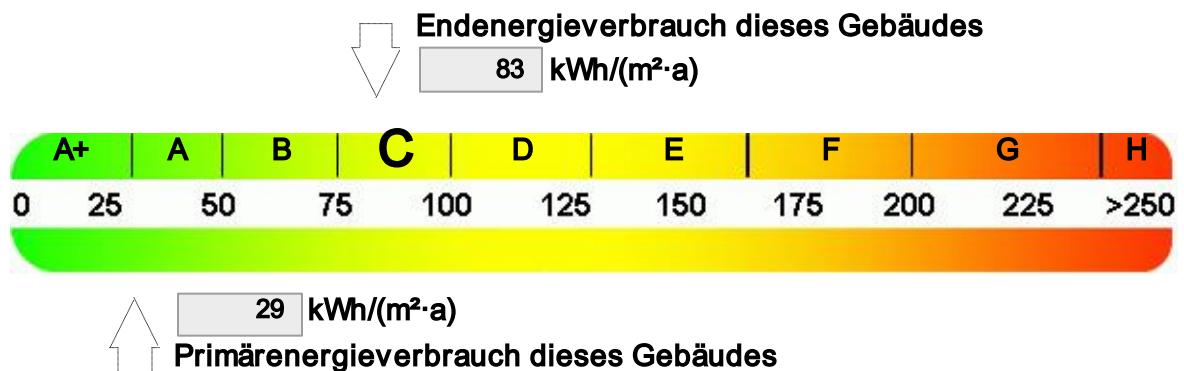 Endenergieverbrauch dieses Gebäudes
83 kWh/(m²·a)
A+ A B C D E F G H
0 25 50 75 100 125 150 175 200 225 >250
29 kWh/(m²·a)
Primärenergieverbrauch dieses Gebäudes